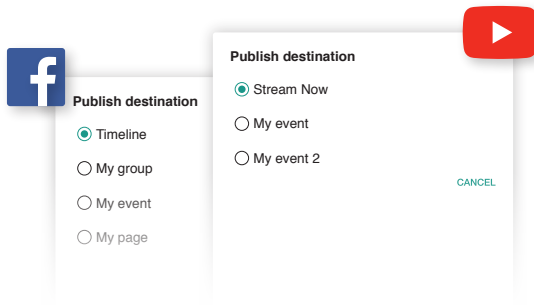 Publish destination
Timeline
My group
My event
My page
Publish destination
Stream Now
My event
My event 2
CANCEL